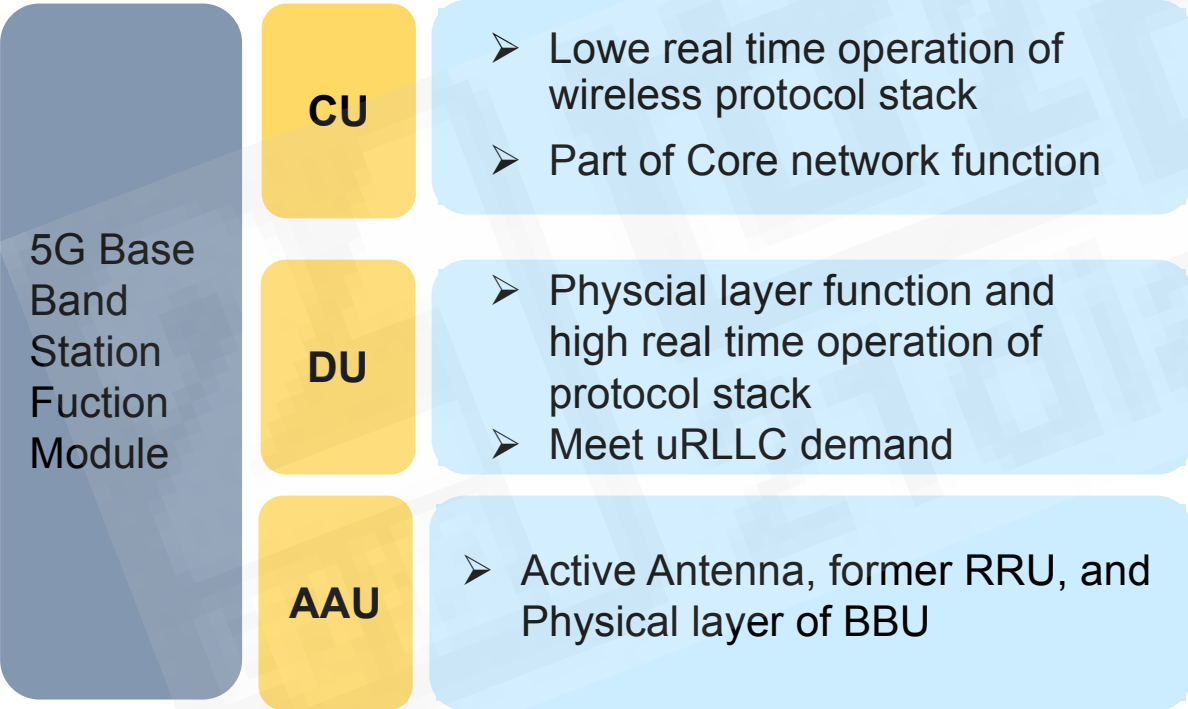 5G Base
Band
Station
Fuction
Module
CU
➢ Lowe real time operation of
wireless protocol stack
➢ Part of Core network function
DU
➢ Physcial layer function and
high real time operation of
protocol stack
➢ Meet uRLLC demand
AAU
➢ Active Antenna, former RRU, and
Physical layer of BBU